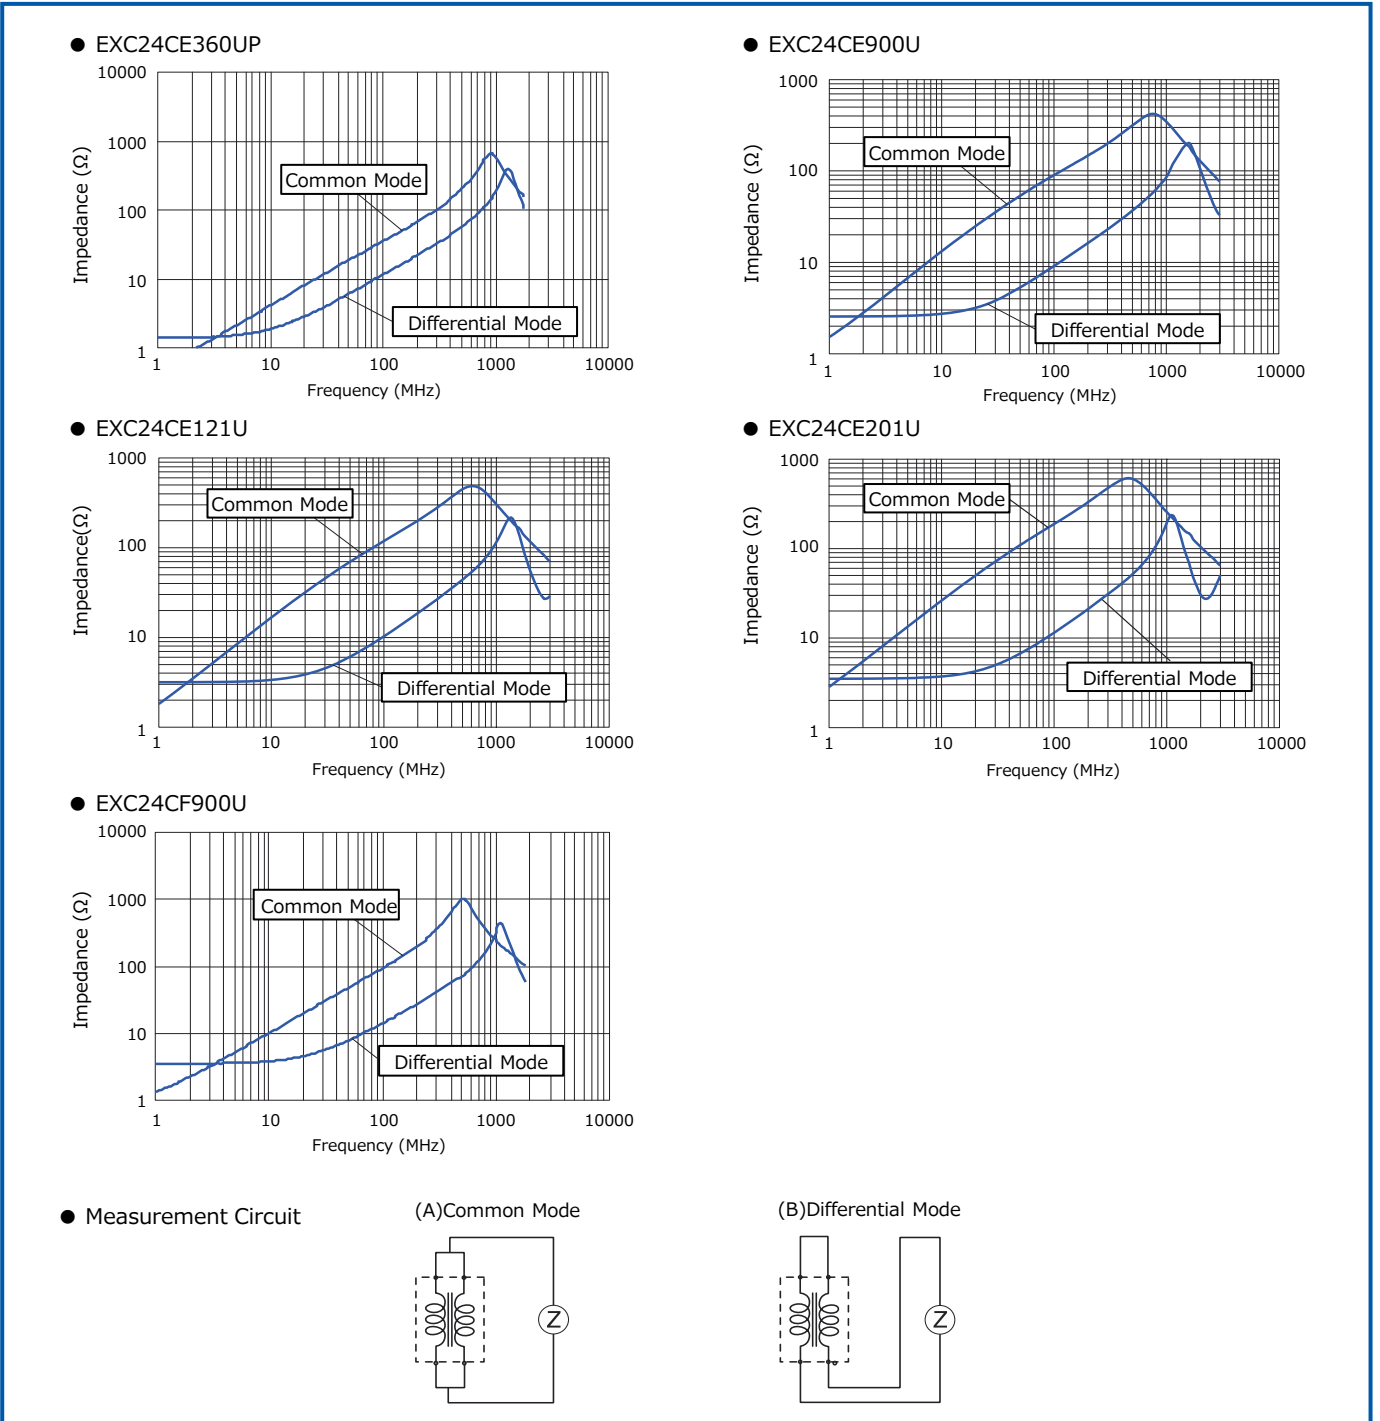 ● EXC24CE360UP
10000
1000
100
10
1
Impedance (Ω)
Common Mode
Differential Mode
1 10 100 1000 10000
Frequency (MHz)
● EXC24CE900U
1000
100
10
1
Impedance (Ω)
Common Mode
Differential Mode
1 10 100 1000 10000
Frequency (MHz)
● EXC24CE121U
1000
100
10
1
Impedance(Ω)
Common Mode
Differential Mode
1 10 100 1000 10000
Frequency (MHz)
● EXC24CE201U
1000
100
10
1
Impedance (Ω)
Common Mode
Differential Mode
1 10 100 1000 10000
Frequency (MHz)
● EXC24CF900U
10000
1000
100
10
1
Impedance (Ω)
Common Mode
Differential Mode
1 10 100 1000 10000
Frequency (MHz)
● Measurement Circuit
(A)Common Mode
Z
(B)Differential Mode
Z